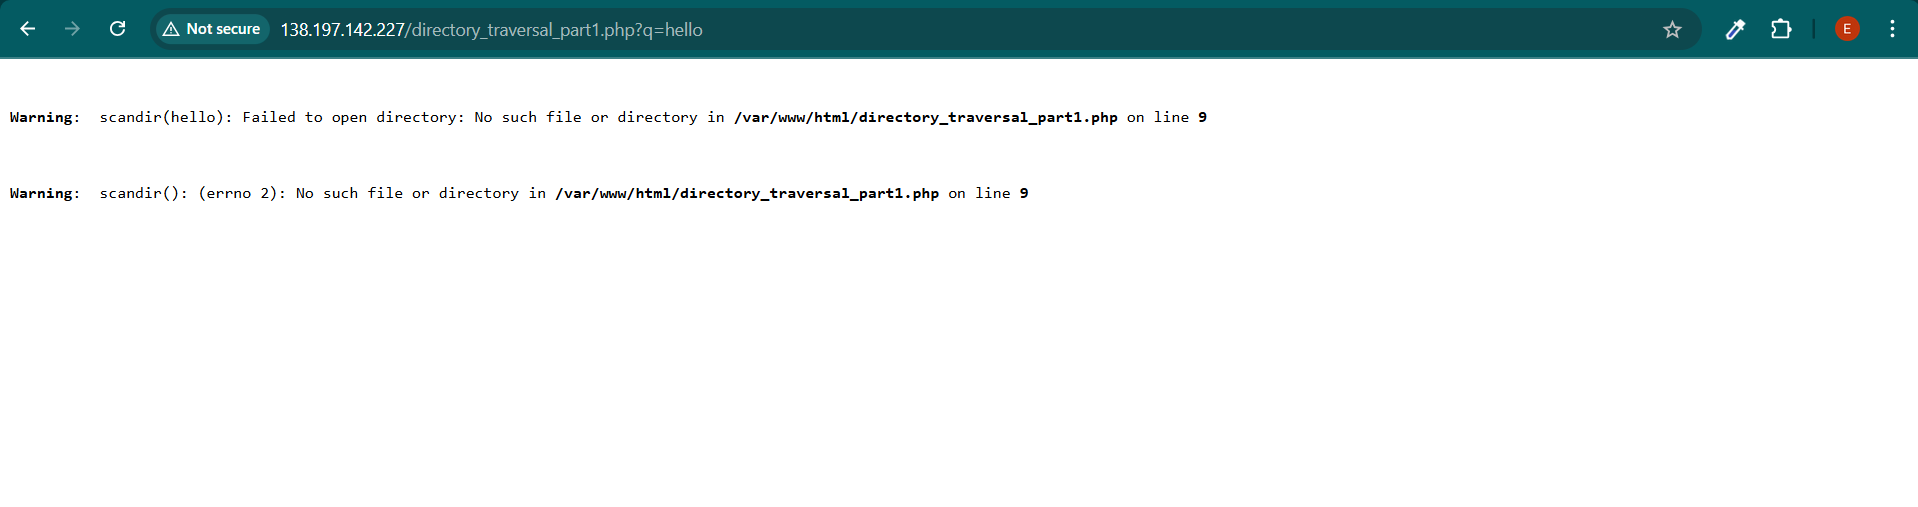 Not secure 138.197.142.227/directory_traversal_part1.php?q=hello E
Warning:  scandir(hello): Failed to open directory: No such file or directory in /var/www/html/directory_traversal_part1.php on line 9
Warning:  scandir(): (errno 2): No such file or directory in /var/www/html/directory_traversal_part1.php on line 9